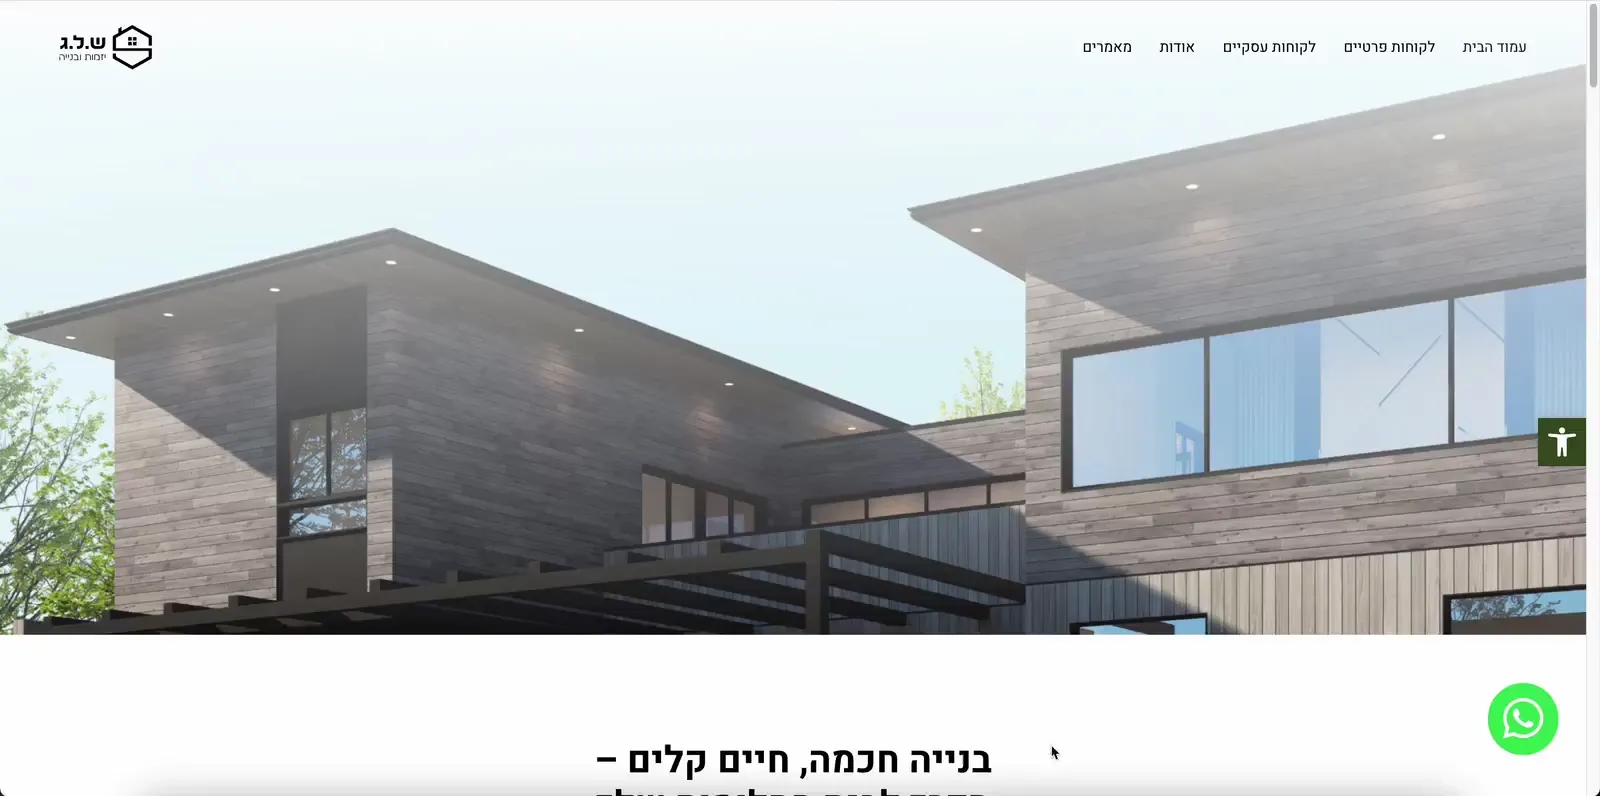 עמוד הבית
לקוחות פרטיים
לקוחות עסקיים
אודות
מאמרים
ש.ל.ג
יזמות ובנייה
בנייה חכמה, חיים קלים –